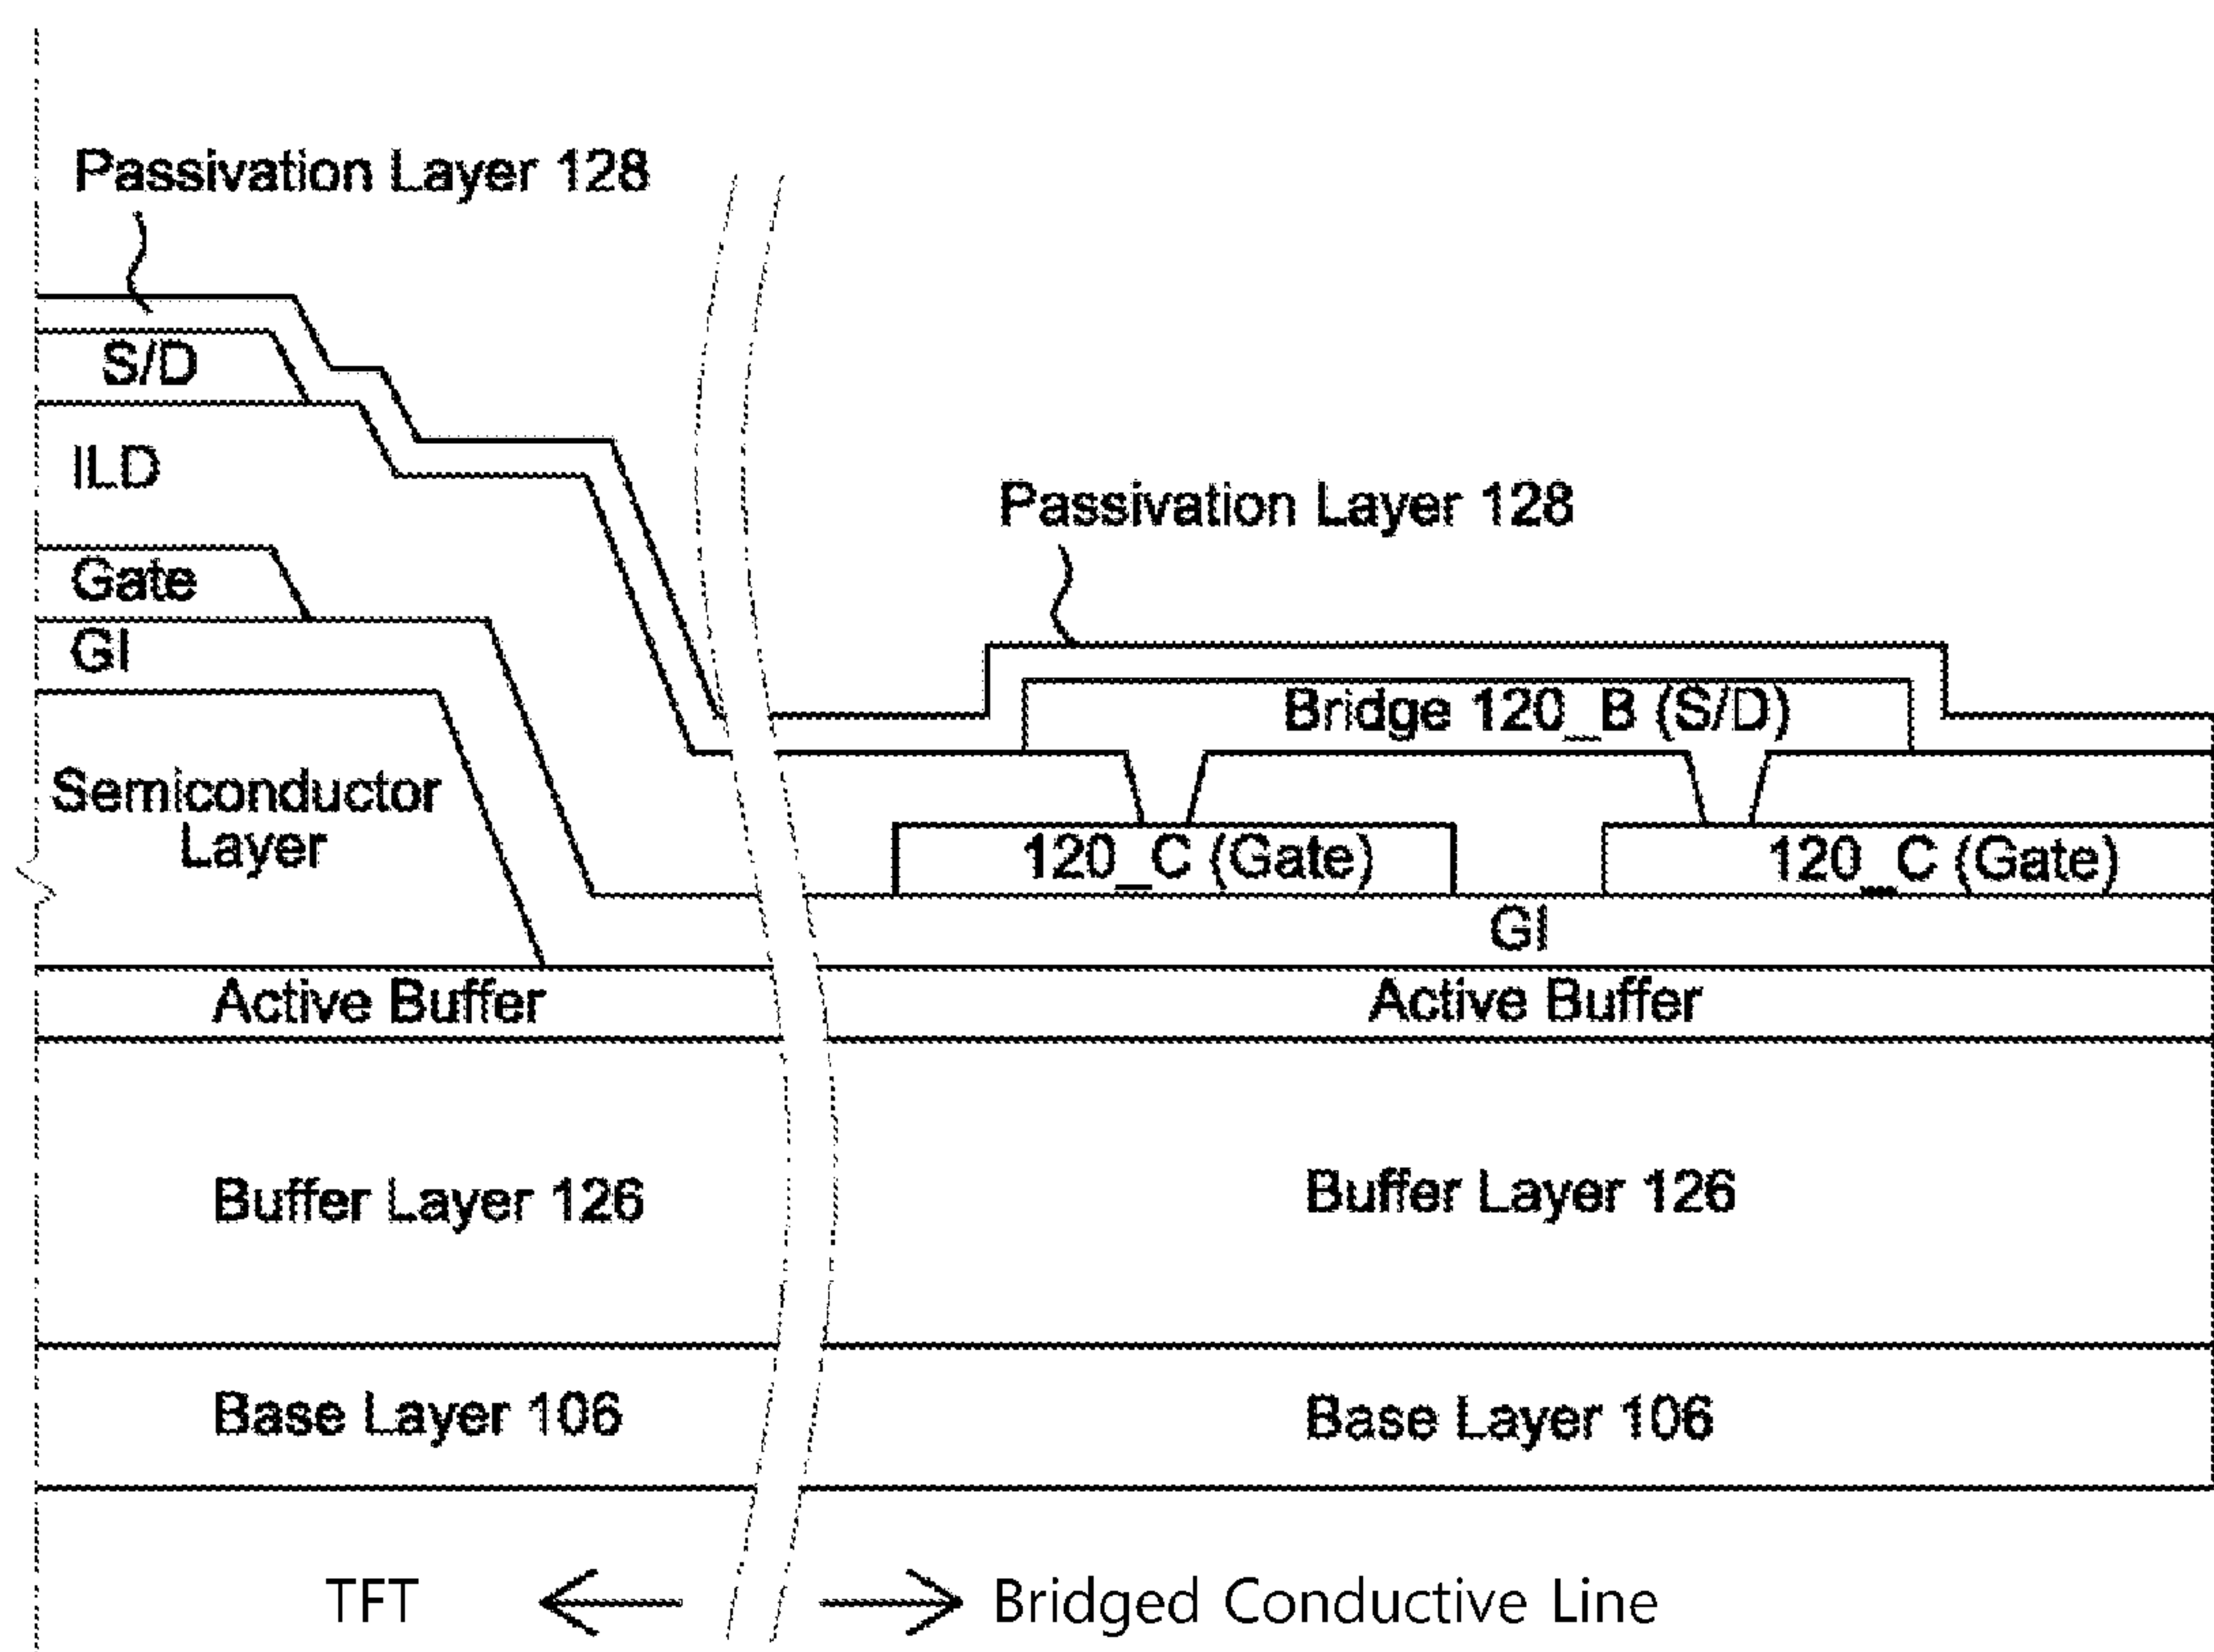 Passivation Layer 128
S/D
ILD
Gate
GI
Semiconductor
Layer
Active Buffer
Buffer Layer 126
Base Layer 106
TFT
Passivation Layer 128
Bridge 120_B (S/D)
120_C (Gate)
120_C (Gate)
GI
Active Buffer
Buffer Layer 126
Base Layer 106
Bridged Conductive Line